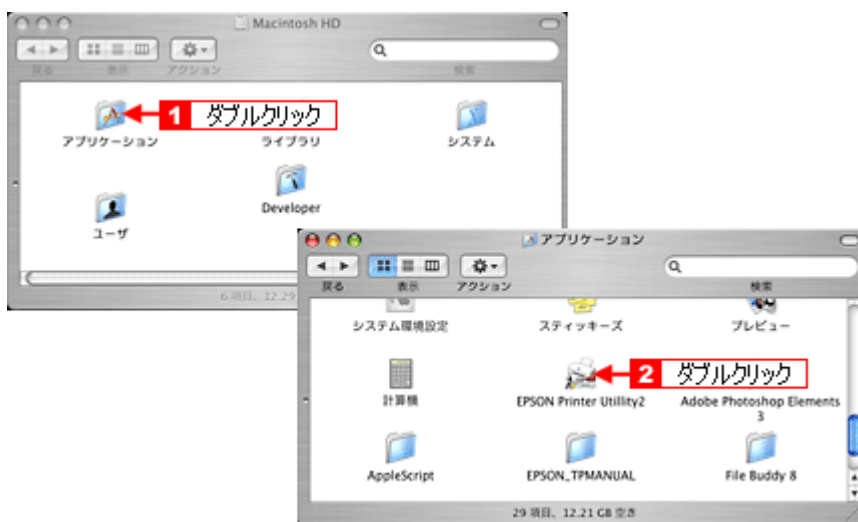 Macintosh HD
戻る 表示 アクション 検索
1 ダブルクリック
アプリケーション ライブラリ システム
ユーザ Developer
6 項目、12.29
アプリケーション
戻る 表示 アクション 検索
システム環境設定 スティッキーズ プレビュー
2 ダブルクリック
計算機 EPSON Printer Utillity2 Adobe Photoshop Elements
3
AppleScript EPSON_TPMANUAL File Buddy 8
29 項目、12.21 GB 空き